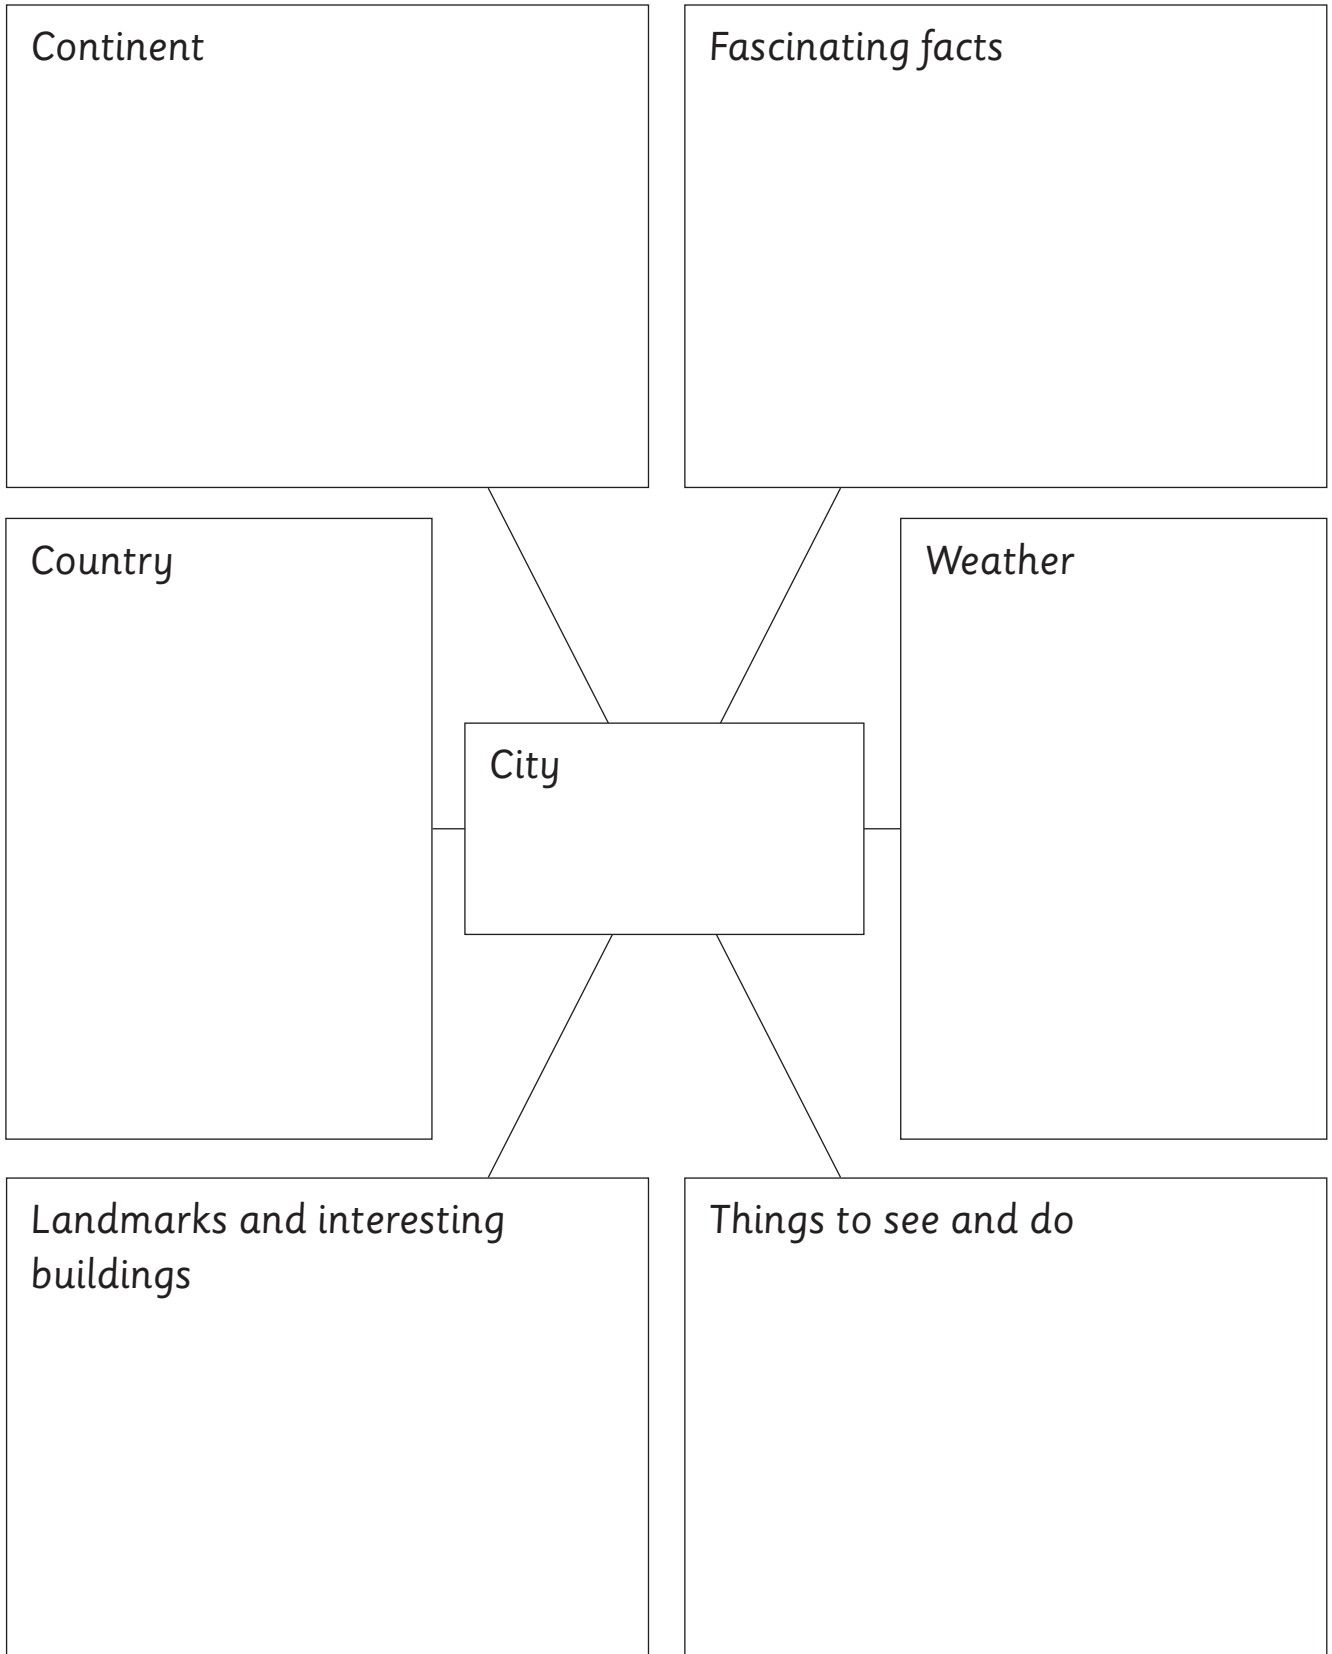 Continent
Fascinating facts
Country
Weather
City
Landmarks and interesting
buildings
Things to see and do